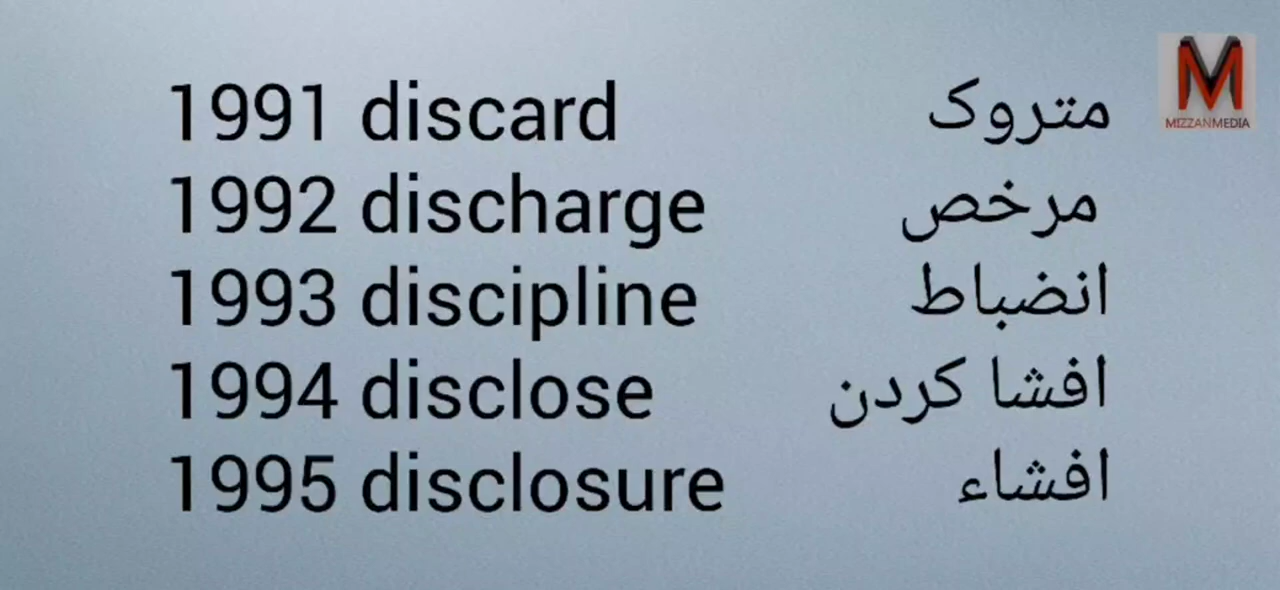 1991 discard متروک
1992 discharge مرخص
1993 discipline انضباط
1994 disclose افشا کردن
1995 disclosure افشاء
MIZZANMEDIA